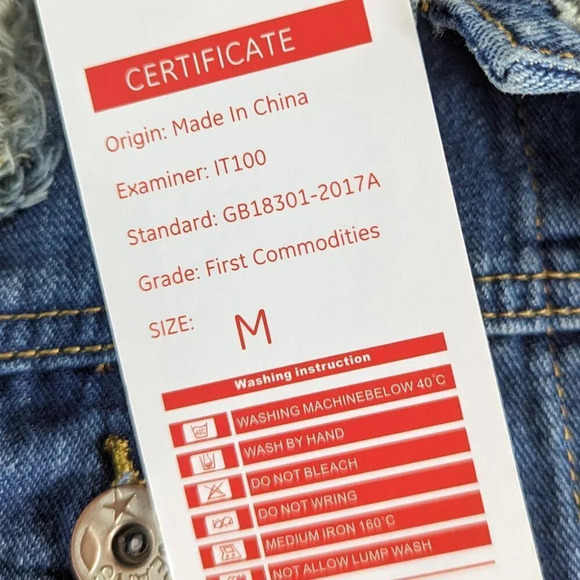 CERTIFICATE
Origin: Made In China
Examiner: IT100
Standard: GB18301-2017A
Grade: First Commodities
SIZE: M
Washing instruction
WASHING MACHINEBELOW 40°C
WASH BY HAND
DO NOT BLEACH
DO NOT WRING
MEDIUM IRON 160°C
NOT ALLOW LUMP WASH